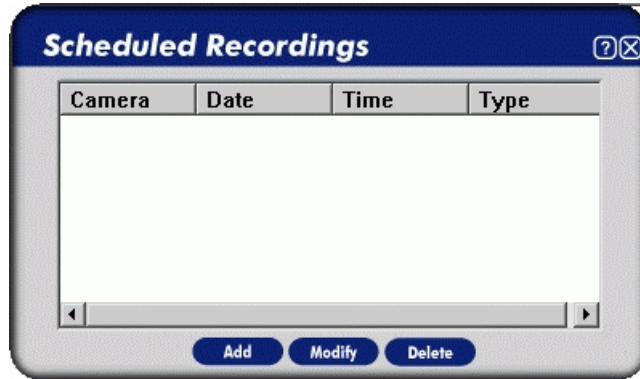 Scheduled Recordings ? X
Camera Date Time Type
Add Modify Delete